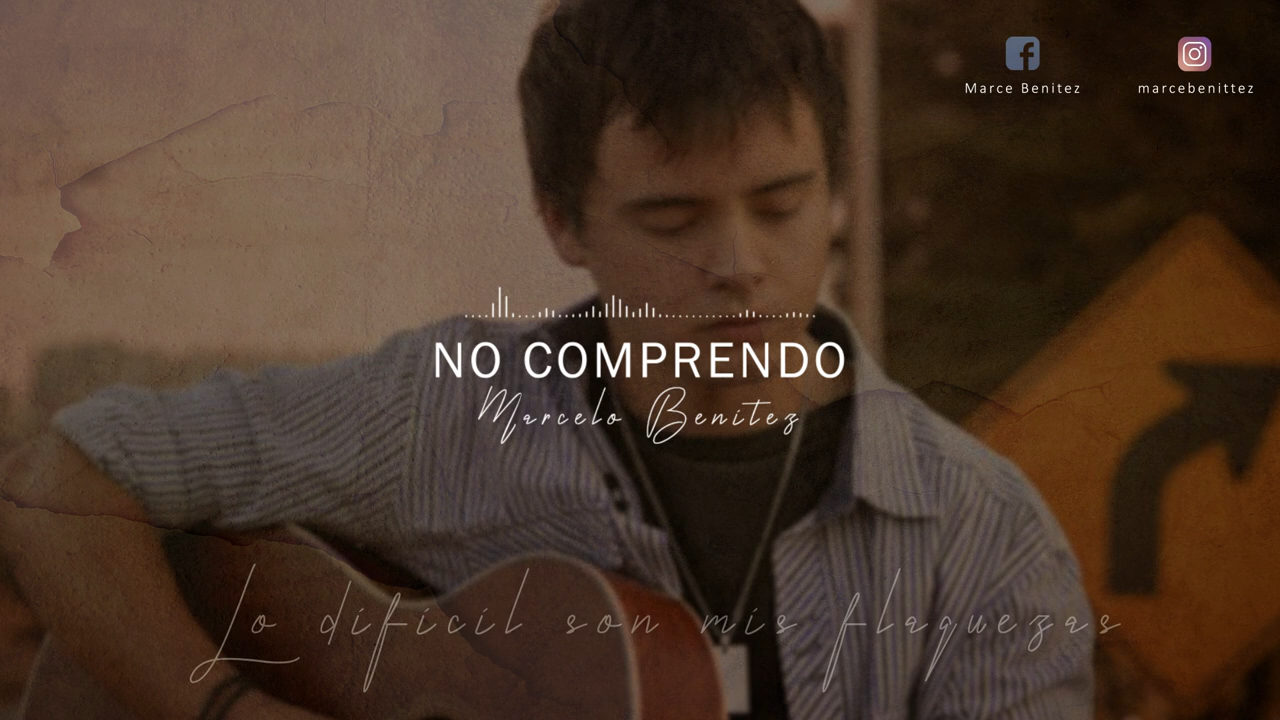 Marce Benitez
marcebenittez
NO COMPRENDO
Marcelo Benitez
Lo dificil son mis flaquezas